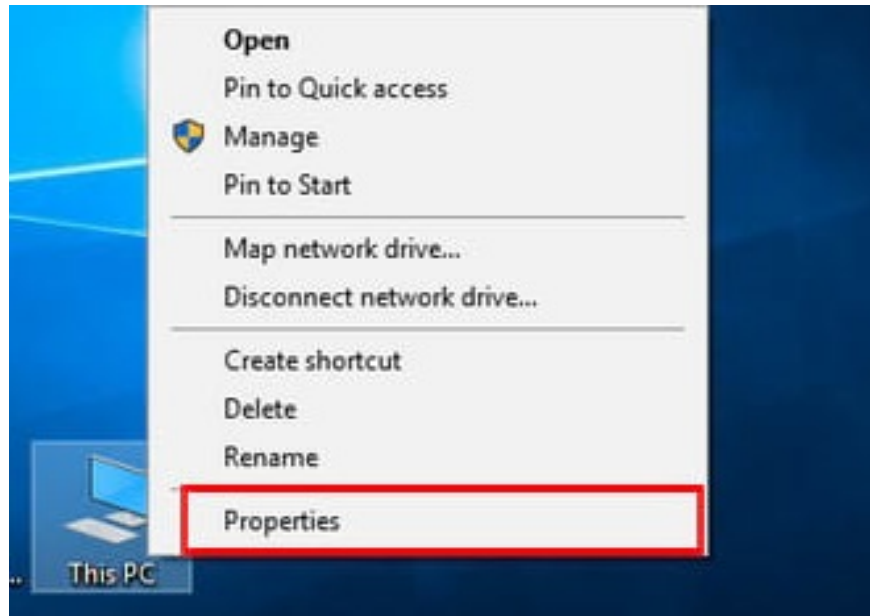 Open
Pin to Quick access
Manage
Pin to Start
Map network drive...
Disconnect network drive...
Create shortcut
Delete
Rename
Properties
This PC